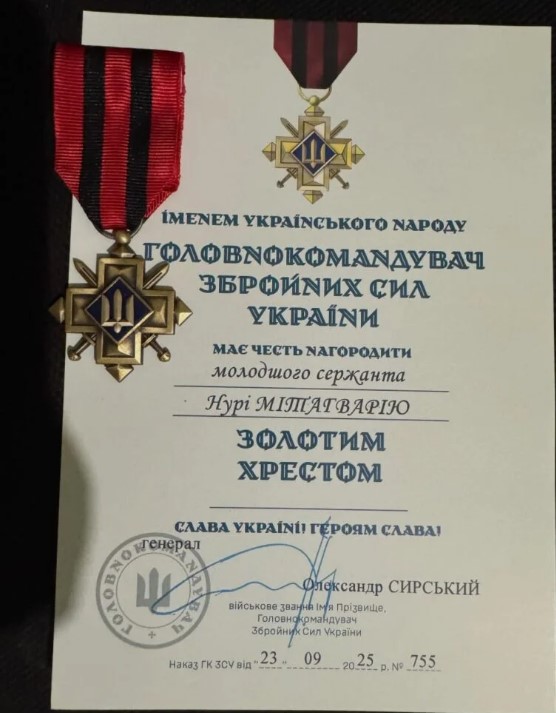 ІМЕНЕМ УКРАЇНСЬКОГО НАРОДУ
ГОЛОВНОКОМАНДУВАЧ
ЗБРОЙНИХ СИЛ
УКРАЇНИ
МАЄ ЧЕСТЬ НАГОРОДИТИ
молодшого сержанта
Нурі МІТАГВАРІЮ
ЗОЛОТИМ
ХРЕСТОМ
СЛАВА УКРАЇНІ! ГЕРОЯМ СЛАВА!
генерал
Олександр СИРСЬКИЙ
військове звання Ім'я Прізвище,
Головнокомандувач
Збройних Сил України
ГОЛОВНОКОМАНДУВАЧ
Наказ ГК ЗСУ від "23" 09 2025 р. № 755